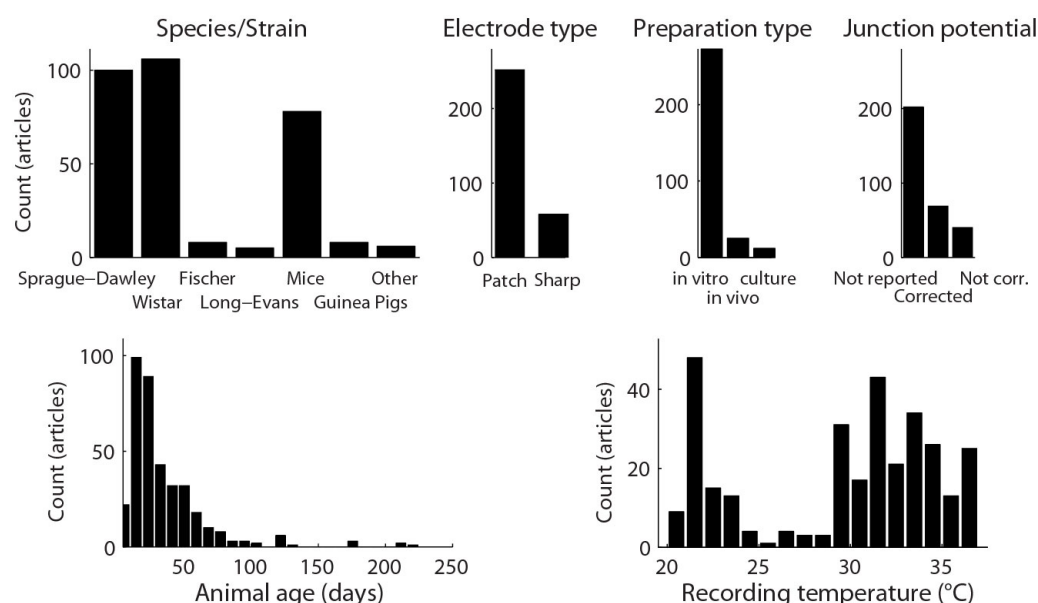 Species/Strain
Count (articles)
100
50
0
Sprague–Dawley Fischer Mice Other
Wistar Long–Evans Guinea Pigs
Electrode type
200
100
0
Patch Sharp
Preparation type
200
100
0
in vitro culture
in vivo
Junction potential
200
100
0
Not reported Not corr.
Corrected
Count (articles)
100
50
0
50 100 150 200 250
Animal age (days)
Count (articles)
40
20
0
20 25 30 35
Recording temperature (°C)